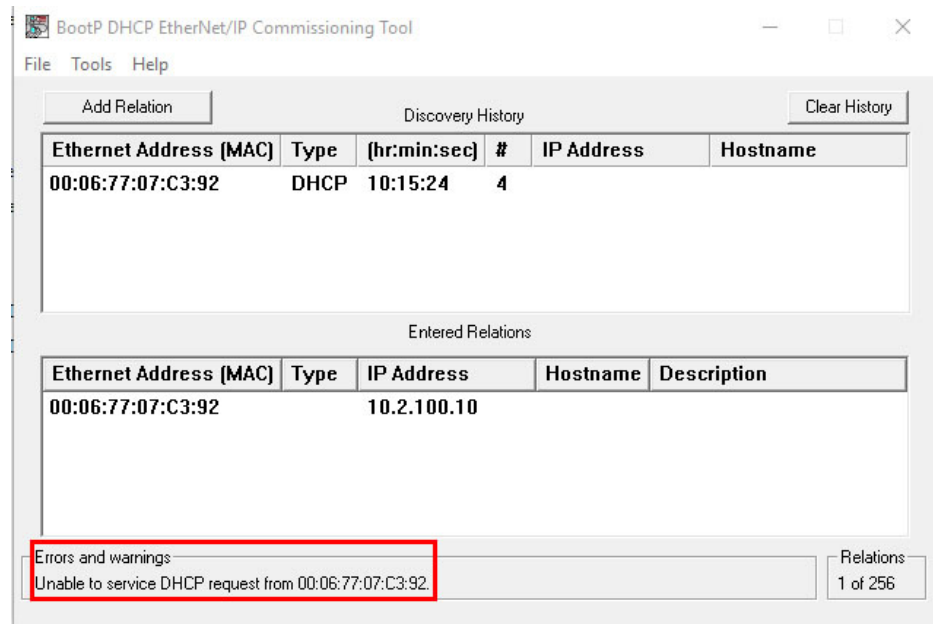 BootP DHCP EtherNet/IP Commissioning Tool
File Tools Help
Add Relation Discovery History Clear History
Ethernet Address (MAC) Type (hr:min:sec) # IP Address Hostname
00:06:77:07:C3:92 DHCP 10:15:24 4
Entered Relations
Ethernet Address (MAC) Type IP Address Hostname Description
00:06:77:07:C3:92 10.2.100.10
Errors and warnings Relations
Unable to service DHCP request from 00:06:77:07:C3:92. 1 of 256